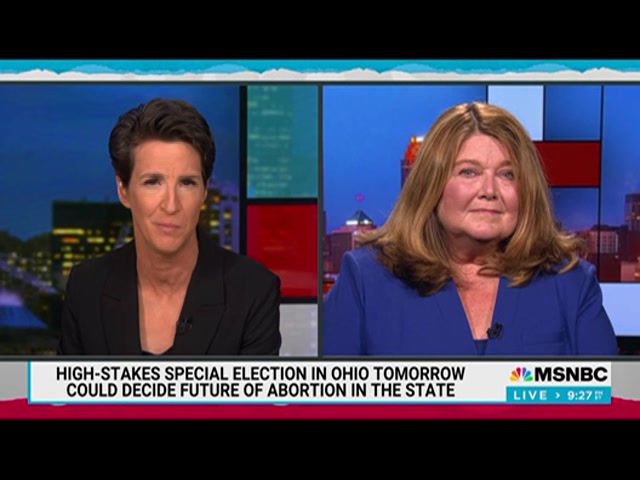 HIGH-STAKES SPECIAL ELECTION IN OHIO TOMORROW
COULD DECIDE FUTURE OF ABORTION IN THE STATE
MSNBC
LIVE > 9:27